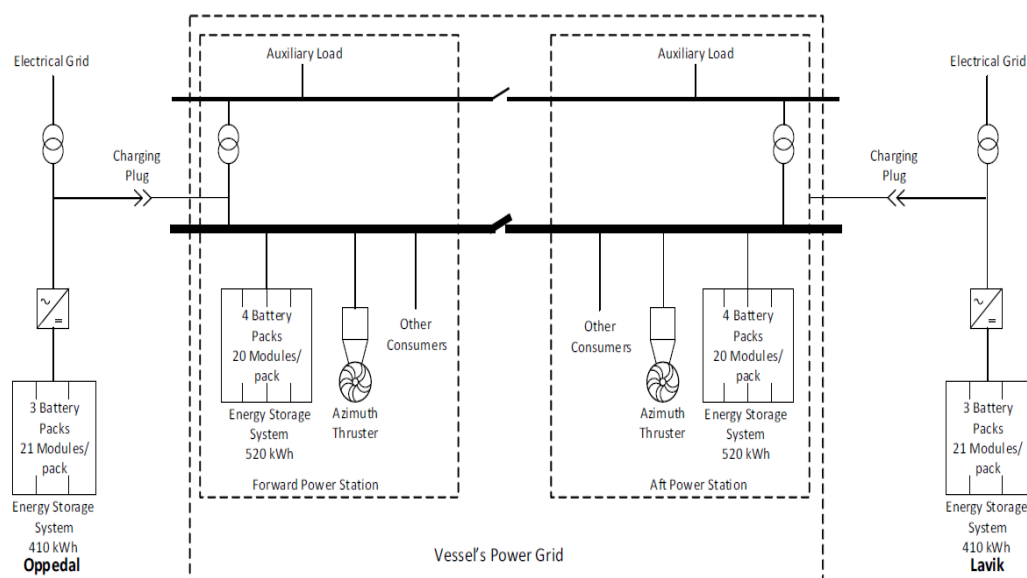 Electrical Grid
Auxiliary Load
Auxiliary Load
Electrical Grid
Charging
Plug
Charging
Plug
~
=
4 Battery
Packs
20 Modules/
pack
Energy Storage
System
520 kWh
Azimuth
Thruster
Other
Consumers
Forward Power Station
Other
Consumers
Azimuth
Thruster
4 Battery
Packs
20 Modules/
pack
Energy Storage
System
520 kWh
Aft Power Station
~
=
3 Battery
Packs
21 Modules/
pack
Energy Storage
System
410 kWh
Oppedal
Vessel's Power Grid
3 Battery
Packs
21 Modules/
pack
Energy Storage
System
410 kWh
Lavik